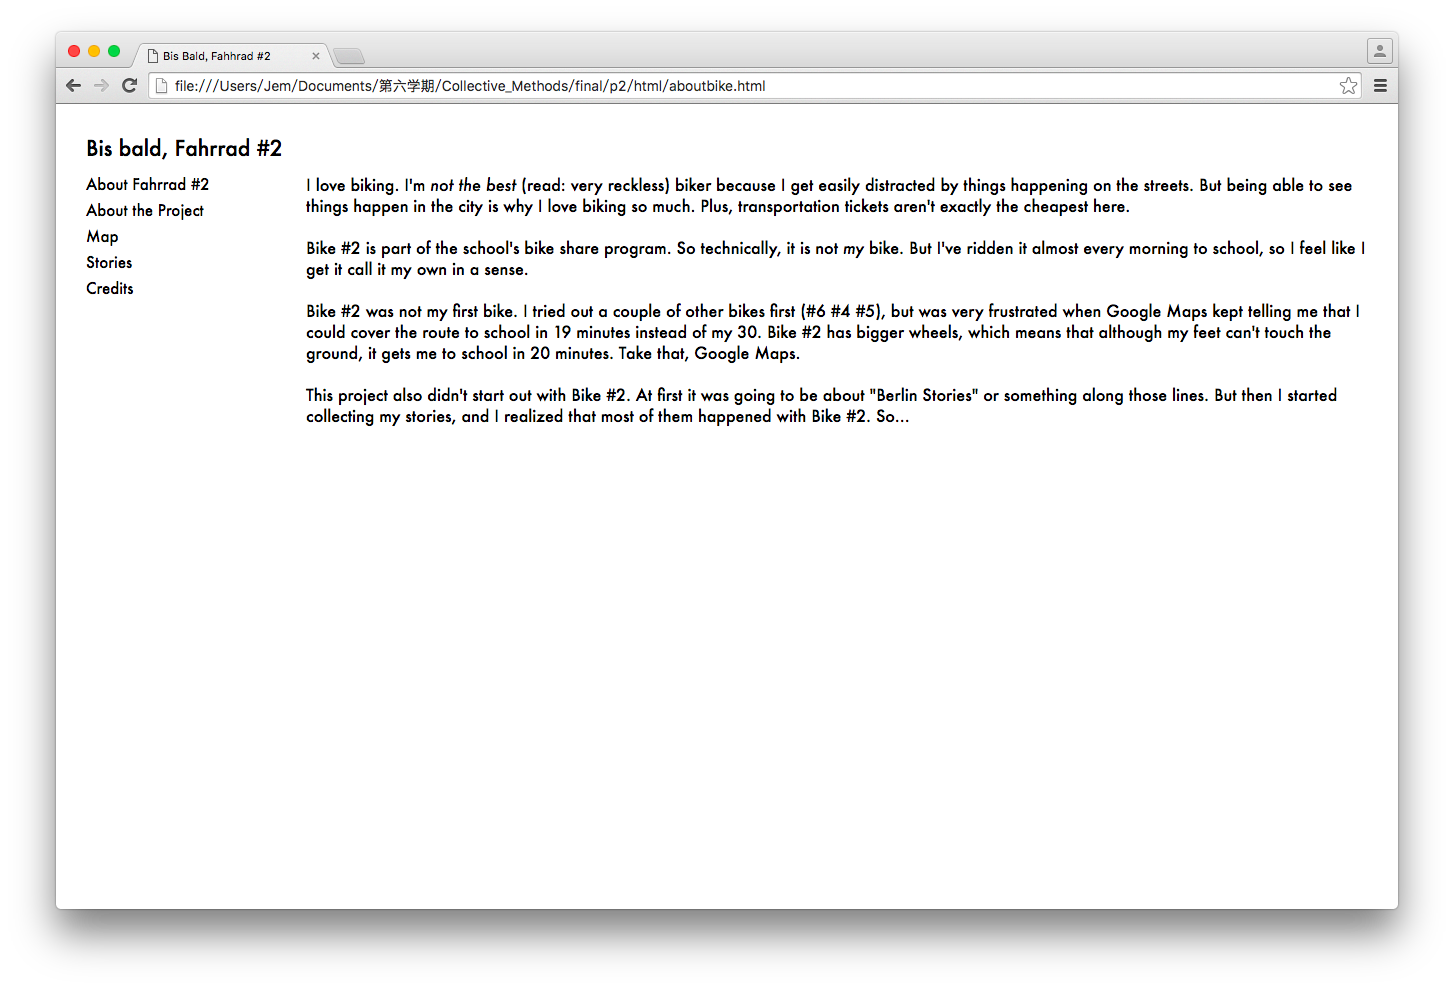 Bis Bald, Fahhrad #2
file:///Users/Jem/Documents/第六学期/Collective_Methods/final/p2/html/aboutbike.html
Bis bald, Fahrrad #2
About Fahrrad #2
About the Project
Map
Stories
Credits
I love biking. I'm not the best (read: very reckless) biker because I get easily distracted by things happening on the streets. But being able to see
things happen in the city is why I love biking so much. Plus, transportation tickets aren't exactly the cheapest here.
Bike #2 is part of the school's bike share program. So technically, it is not my bike. But I've ridden it almost every morning to school, so I feel like I
get it call it my own in a sense.
Bike #2 was not my first bike. I tried out a couple of other bikes first (#6 #4 #5), but was very frustrated when Google Maps kept telling me that I
could cover the route to school in 19 minutes instead of my 30. Bike #2 has bigger wheels, which means that although my feet can't touch the
ground, it gets me to school in 20 minutes. Take that, Google Maps.
This project also didn't start out with Bike #2. At first it was going to be about "Berlin Stories" or something along those lines. But then I started
collecting my stories, and I realized that most of them happened with Bike #2. So...